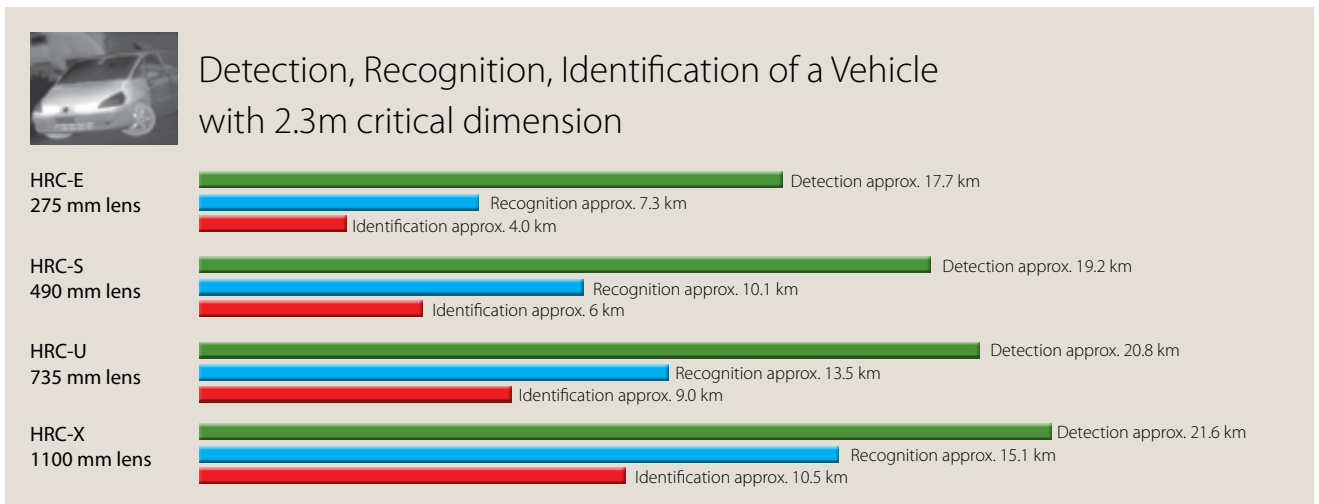 Detection, Recognition, Identification of a Vehicle
with 2.3m critical dimension
HRC-E
275 mm lens
Detection approx. 17.7 km
Recognition approx. 7.3 km
Identification approx. 4.0 km
HRC-S
490 mm lens
Detection approx. 19.2 km
Recognition approx. 10.1 km
Identification approx. 6 km
HRC-U
735 mm lens
Detection approx. 20.8 km
Recognition approx. 13.5 km
Identification approx. 9.0 km
HRC-X
1100 mm lens
Detection approx. 21.6 km
Recognition approx. 15.1 km
Identification approx. 10.5 km